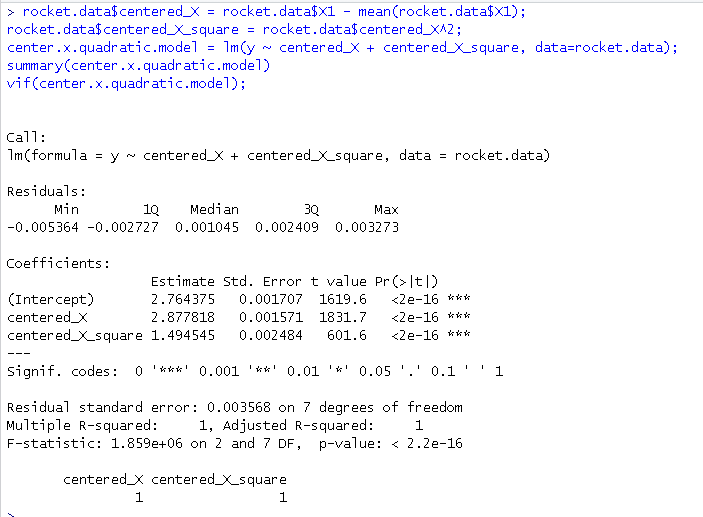 > rocket.data$centered_X = rocket.data$X1 - mean(rocket.data$X1);
rocket.data$centered_X_square = rocket.data$centered_X^2;
center.x.quadratic.model = lm(y ~ centered_X + centered_X_square, data=rocket.data);
summary(center.x.quadratic.model)
vif(center.x.quadratic.model);
Call:
lm(formula = y ~ centered_X + centered_X_square, data = rocket.data)
Residuals:
Min 1Q Median 3Q Max
-0.005364 -0.002727 0.001045 0.002409 0.003273
Coefficients:
Estimate Std. Error t value Pr(>|t|)
(Intercept) 2.764375 0.001707 1619.6 <2e-16 ***
centered_X 2.877818 0.001571 1831.7 <2e-16 ***
centered_X_square 1.494545 0.002484 601.6 <2e-16 ***
---
Signif. codes: 0 '***' 0.001 '**' 0.01 '*' 0.05 '.' 0.1 ' ' 1
Residual standard error: 0.003568 on 7 degrees of freedom
Multiple R-squared: 1, Adjusted R-squared: 1
F-statistic: 1.859e+06 on 2 and 7 DF, p-value: < 2.2e-16
centered_X centered_X_square
1 1
>